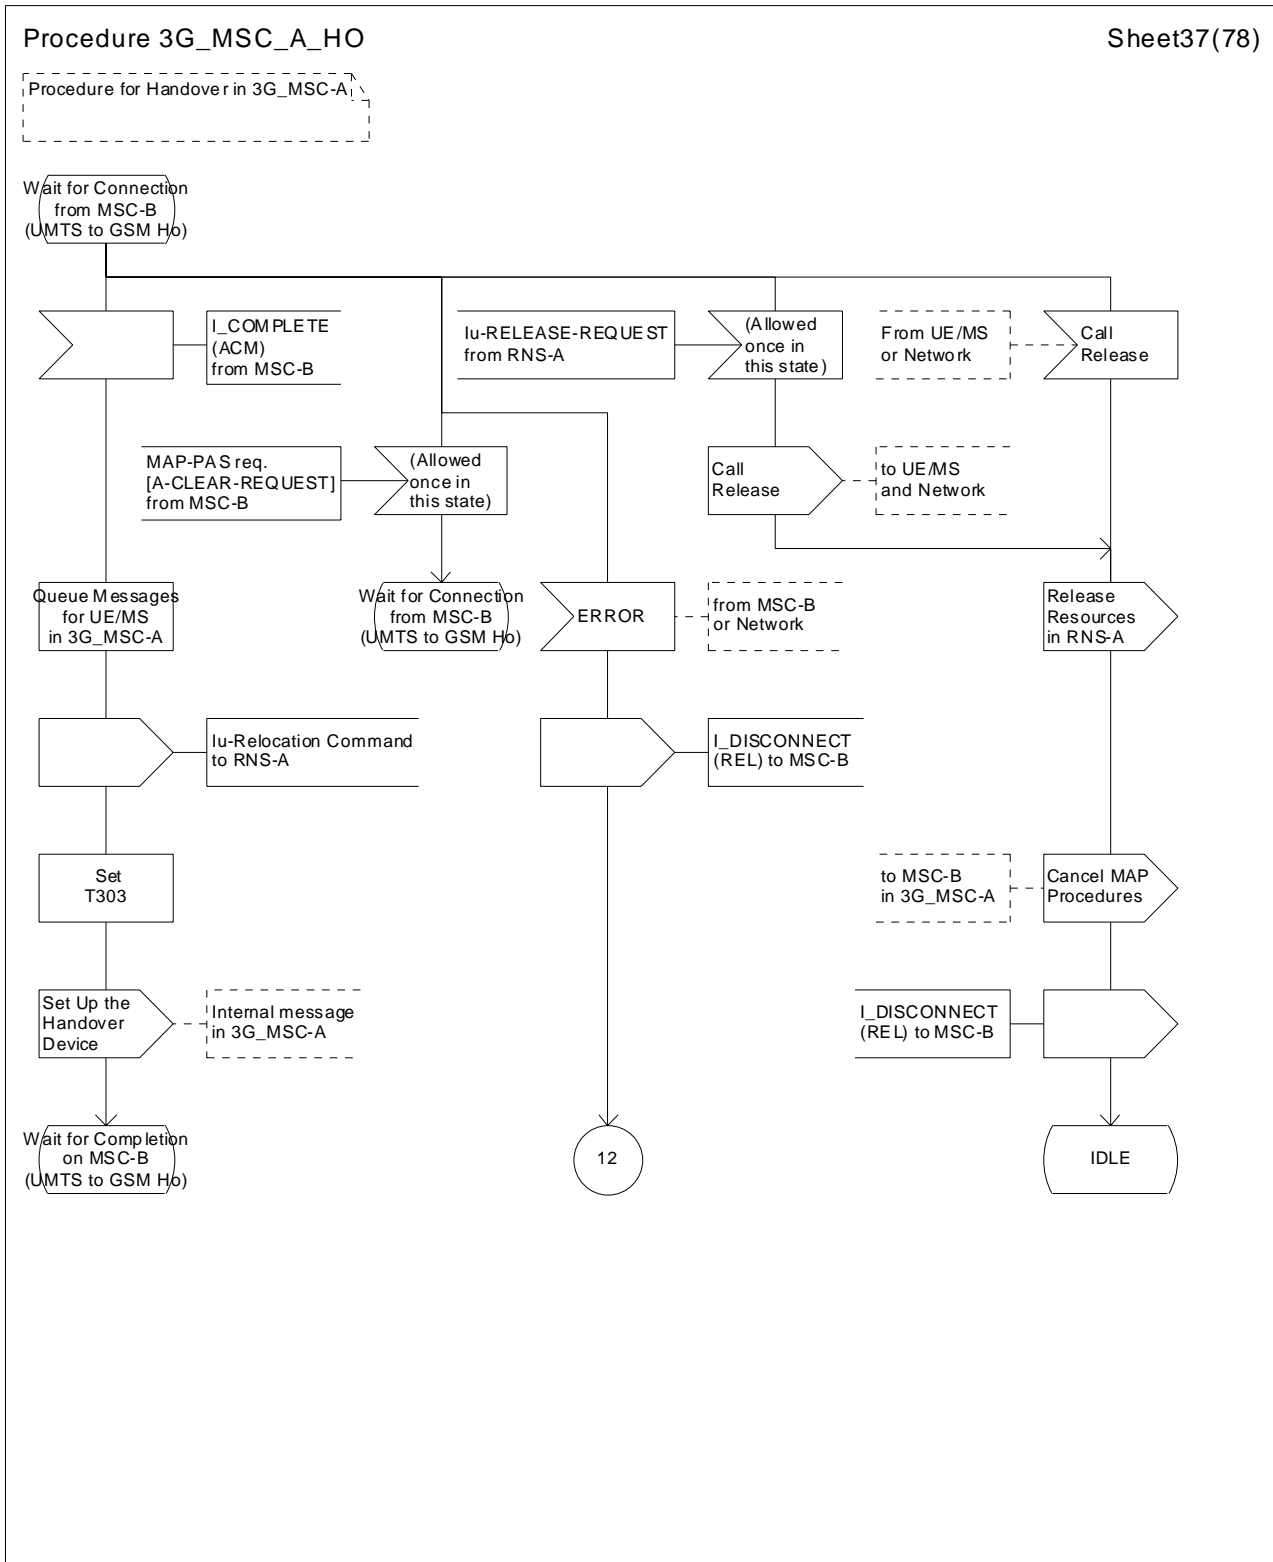 Procedure 3G_MSC_A_HO
Sheet37(78)
Procedure for Handover in 3G_MSC-A
Wait for Connection
from MSC-B
(UMTS to GSM Ho)
I_COMPLETE
(ACM)
from MSC-B
Iu-RELEASE-REQUEST
from RNS-A
(Allowed
once in
this state)
From UE/MS
or Network
Call
Release
MAP-PAS req.
[A-CLEAR-REQUEST]
from MSC-B
(Allowed
once in
this state)
Call
Release
to UE/MS
and Network
Queue Messages
for UE/MS
in 3G_MSC-A
Wait for Connection
from MSC-B
(UMTS to GSM Ho)
ERROR
from MSC-B
or Network
Release
Resources
in RNS-A
Iu-Relocation Command
to RNS-A
I_DISCONNECT
(REL) to MSC-B
Set
T303
to MSC-B
in 3G_MSC-A
Cancel MAP
Procedures
Set Up the
Handover
Device
Internal message
in 3G_MSC-A
I_DISCONNECT
(REL) to MSC-B
Wait for Completion
on MSC-B
(UMTS to GSM Ho)
12
IDLE